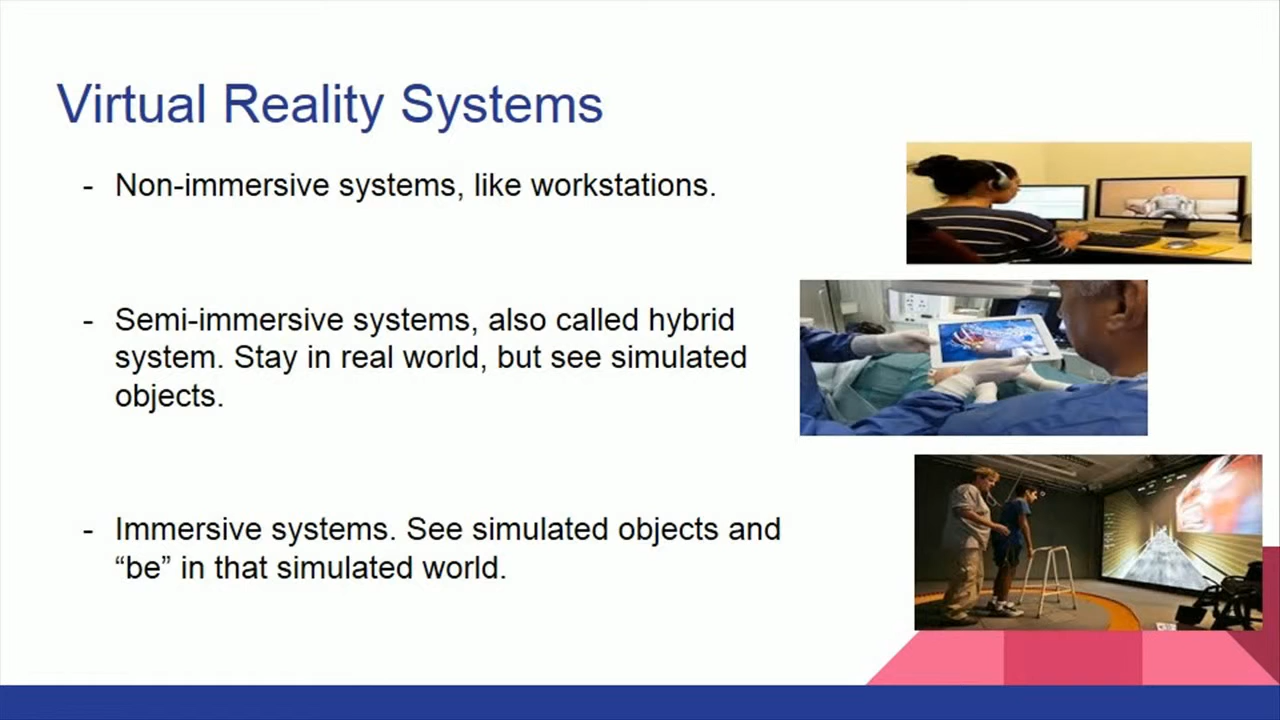 Virtual Reality Systems
- Non-immersive systems, like workstations.
- Semi-immersive systems, also called hybrid
system. Stay in real world, but see simulated
objects.
- Immersive systems. See simulated objects and
“be” in that simulated world.